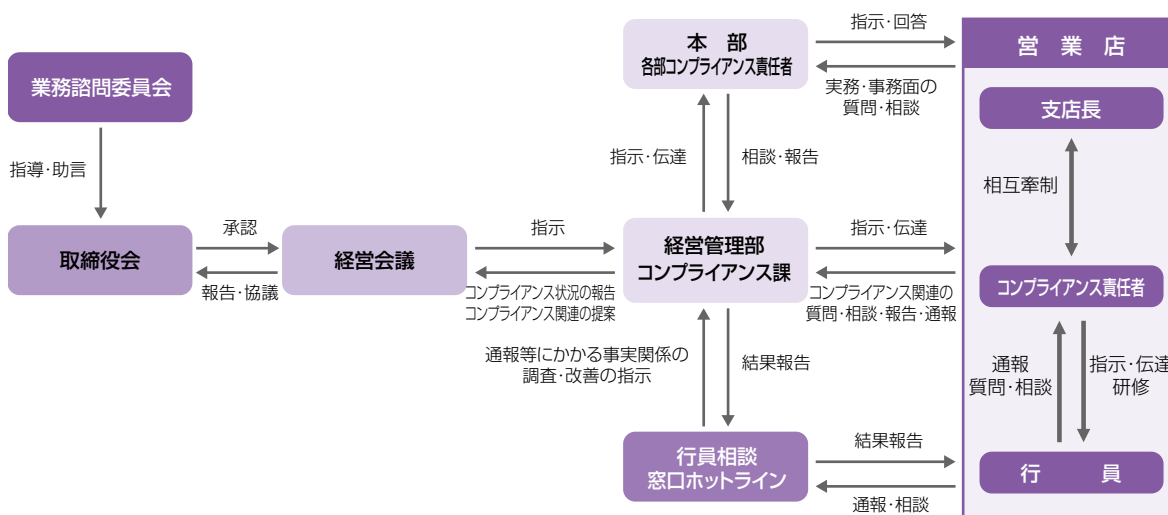 業務諮問委員会
指導･助言
取締役会
承認
報告･協議
経営会議
指示
コンプライアンス状況の報告
コンプライアンス関連の提案
本　部
各部コンプライアンス責任者
指示･伝達
相談･報告
経営管理部
コンプライアンス課
通報等にかかる事実関係の
調査･改善の指示
結果報告
行員相談
窓口ホットライン
指示･回答
実務･事務面の
質問･相談
指示･伝達
コンプライアンス関連の
質問･相談･報告･通報
結果報告
通報･相談
営　業　店
支店長
相互牽制
コンプライアンス責任者
通報
質問･相談
指示･伝達
研修
行　　員